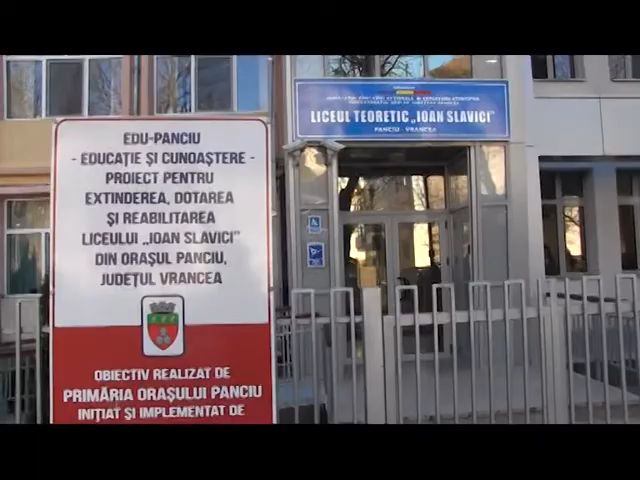 LICEUL TEORETIC „IOAN SLAVICI”
PANCIU - VRANCEA
EDU-PANCIU
- EDUCAȚIE ȘI CUNOAȘTERE -
PROIECT PENTRU
EXTINDEREA, DOTAREA
ȘI REABILITAREA
LICEULUI „IOAN SLAVICI”
DIN ORAȘUL PANCIU,
JUDEȚUL VRANCEA
OBIECTIV REALIZAT DE
PRIMĂRIA ORAȘULUI PANCIU
INIȚIAT ȘI IMPLEMENTAT DE